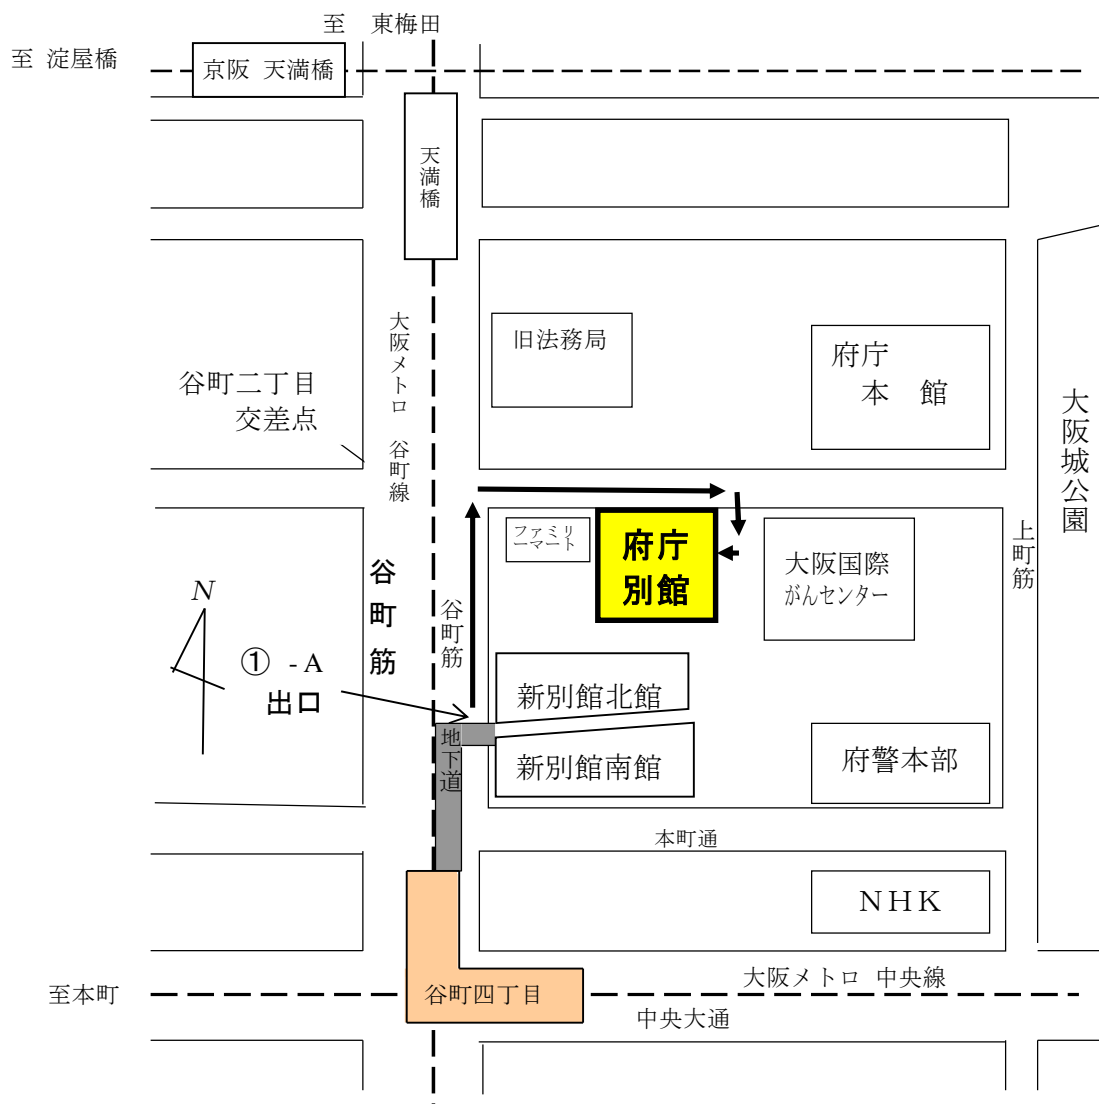 至　東梅田
至 淀屋橋
京阪 天満橋
天満橋
大阪メトロ 谷町線
旧法務局
府庁
本　館
谷町二丁目
交差点
大阪城公園
ファミリ
ーマート
府庁
別館
大阪国際
がんセンター
上町筋
谷町筋
谷町筋
N
① -A
出口
新別館北館
地下道
新別館南館
府警本部
本町通
NHK
大阪メトロ 中央線
至本町
谷町四丁目
中央大通